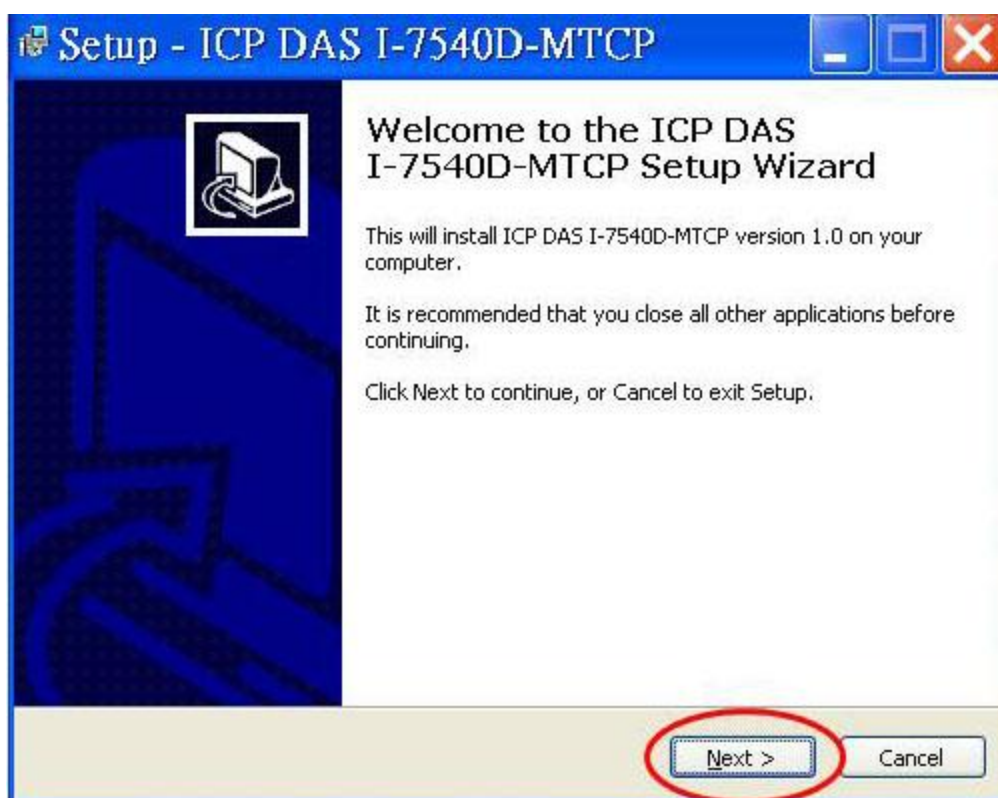 Setup - ICP DAS I-7540D-MTCP
Welcome to the ICP DAS
I-7540D-MTCP Setup Wizard
This will install ICP DAS I-7540D-MTCP version 1.0 on your
computer.
It is recommended that you close all other applications before
continuing.
Click Next to continue, or Cancel to exit Setup.
Next > Cancel